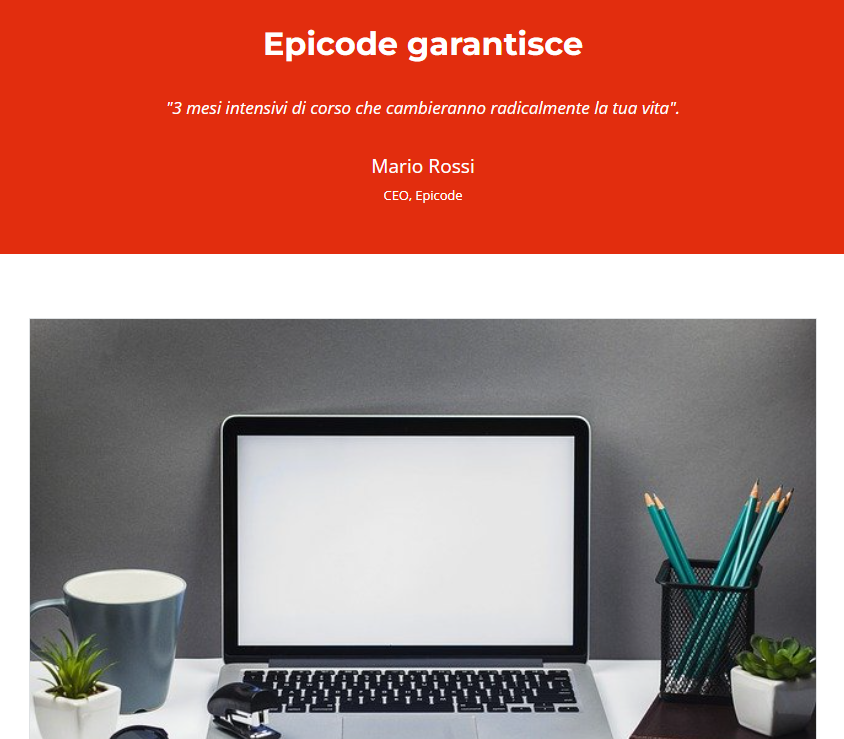 Epicode garantisce
"3 mesi intensivi di corso che cambieranno radicalmente la tua vita".
Mario Rossi
CEO, Epicode